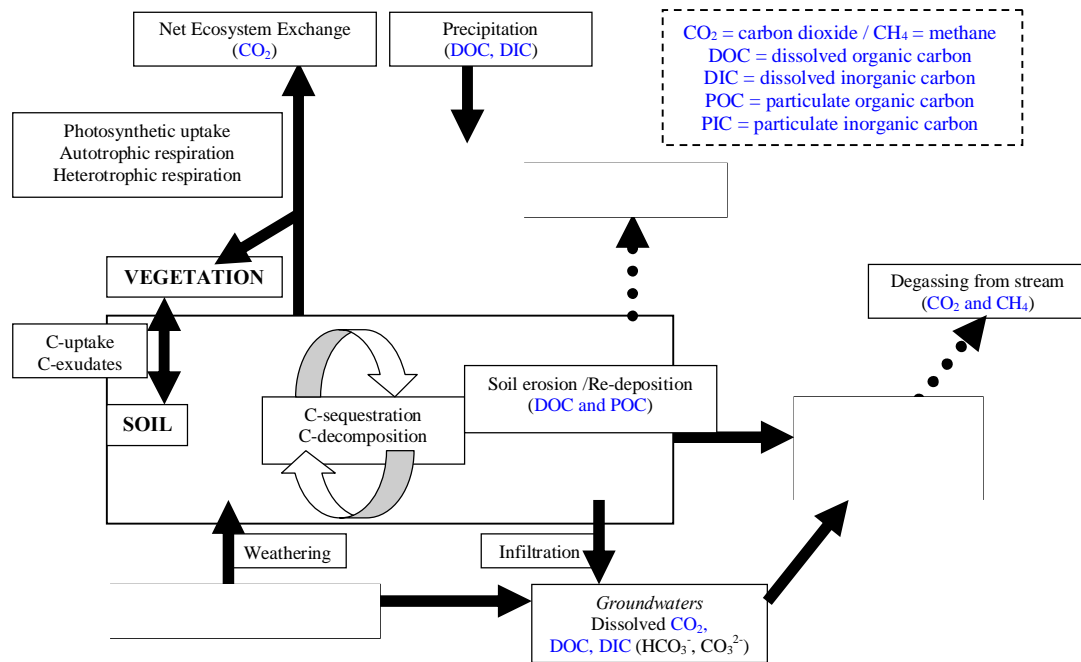 Net Ecosystem Exchange
(CO₂)
Precipitation
(DOC, DIC)
CO₂ = carbon dioxide / CH₄ = methane
DOC = dissolved organic carbon
DIC = dissolved inorganic carbon
POC = particulate organic carbon
PIC = particulate inorganic carbon
Photosynthetic uptake
Autotrophic respiration
Heterotrophic respiration
VEGETATION
Degassing from stream
(CO₂ and CH₄)
C-uptake
C-exudates
Soil erosion /Re-deposition
(DOC and POC)
SOIL
C-sequestration
C-decomposition
Weathering
Infiltration
Groundwaters
Dissolved CO₂,
DOC, DIC (HCO₃⁻, CO₃²⁻)